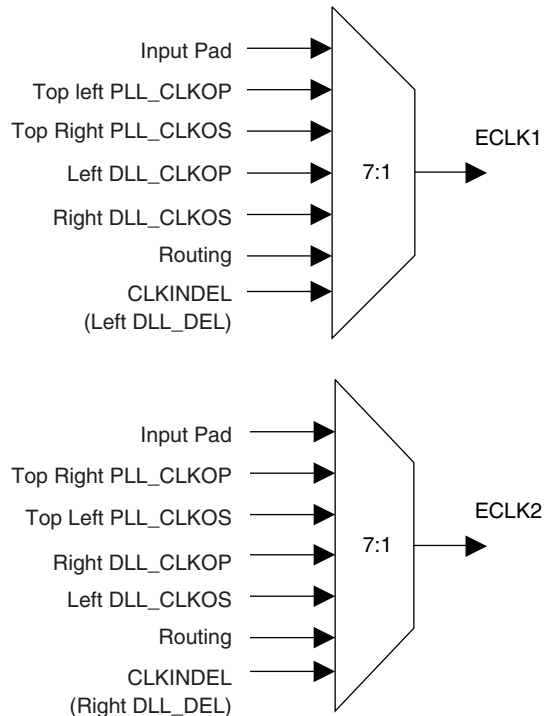 Input Pad
Top left PLL_CLKOP
Top Right PLL_CLKOS
Left DLL_CLKOP
Right DLL_CLKOS
Routing
CLKINDEL
(Left DLL_DEL)
7:1
ECLK1
Input Pad
Top Right PLL_CLKOP
Top Left PLL_CLKOS
Right DLL_CLKOP
Left DLL_CLKOS
Routing
CLKINDEL
(Right DLL_DEL)
7:1
ECLK2